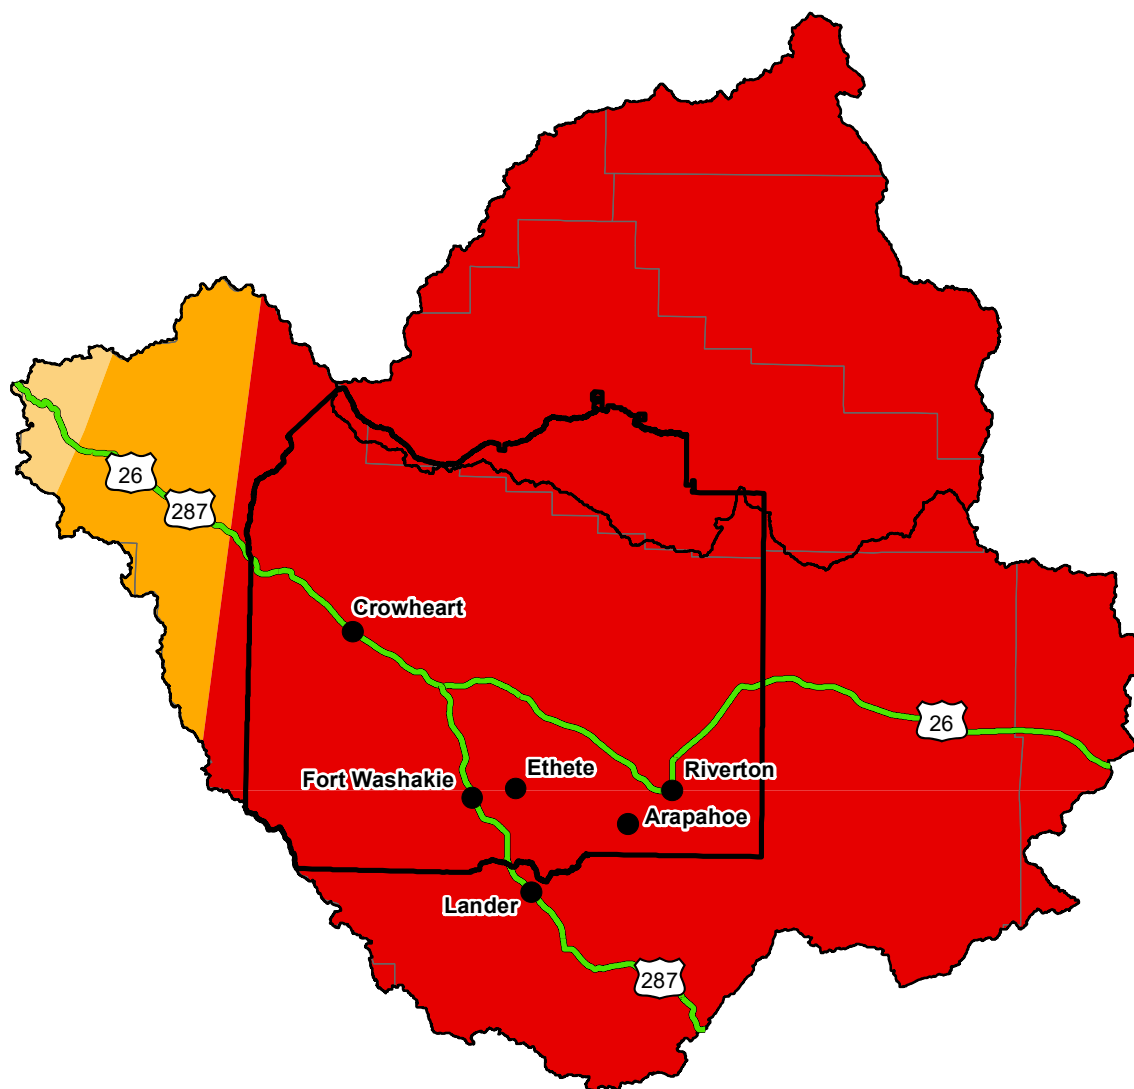 26
287
Crowheart
26
Ethete
Riverton
Fort Washakie
Arapahoe
Lander
287